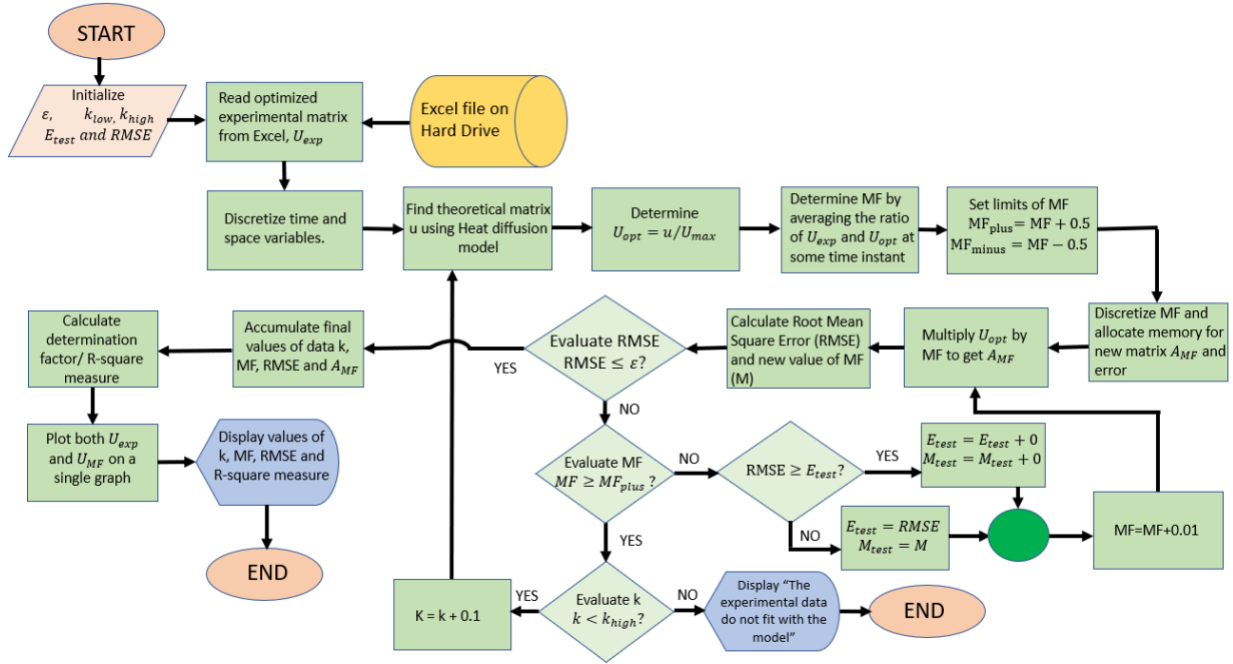 START
Initialize
ε, k_low, k_high
E_test and RMSE
Read optimized
experimental matrix
from Excel, U_exp
Excel file on
Hard Drive
Discretize time and
space variables.
Find theoretical matrix
u using Heat diffusion
model
Determine
U_opt = u/U_max
Determine MF by
averaging the ratio
of U_exp and U_opt at
some time instant
Set limits of MF
MF_plus = MF + 0.5
MF_minus = MF − 0.5
Calculate
determination
factor/ R-square
measure
Accumulate final
values of data k,
MF, RMSE and A_MF
YES
Evaluate RMSE
RMSE ≤ ε?
Calculate Root Mean
Square Error (RMSE)
and new value of MF
(M)
Multiply U_opt by
MF to get A_MF
Discretize MF and
allocate memory for
new matrix A_MF and
error
NO
Plot both U_exp
and U_MF on a
single graph
Display values of
k, MF, RMSE and
R-square measure
Evaluate MF
MF ≥ MF_plus ?
NO
RMSE ≥ E_test?
YES
E_test = E_test + 0
M_test = M_test + 0
NO
E_test = RMSE
M_test = M
MF=MF+0.01
YES
END
K = k + 0.1
YES
Evaluate k
k < k_high?
NO
Display "The
experimental data
do not fit with the
model"
END